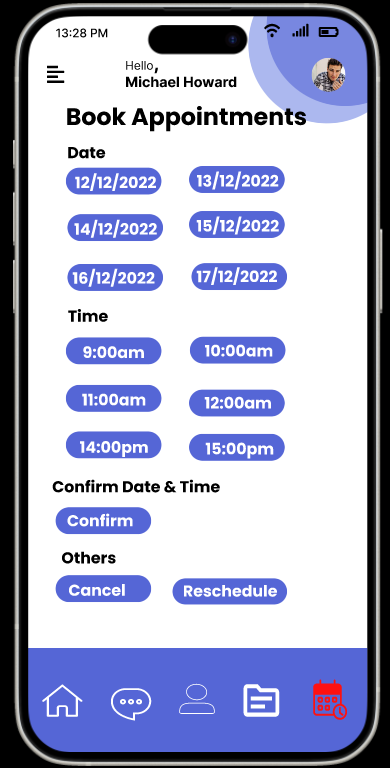 13:28 PM
Hello,
Michael Howard
Book Appointments
Date
12/12/2022 13/12/2022
14/12/2022 15/12/2022
16/12/2022 17/12/2022
Time
9:00am 10:00am
11:00am 12:00am
14:00pm 15:00pm
Confirm Date & Time
Confirm
Others
Cancel Reschedule